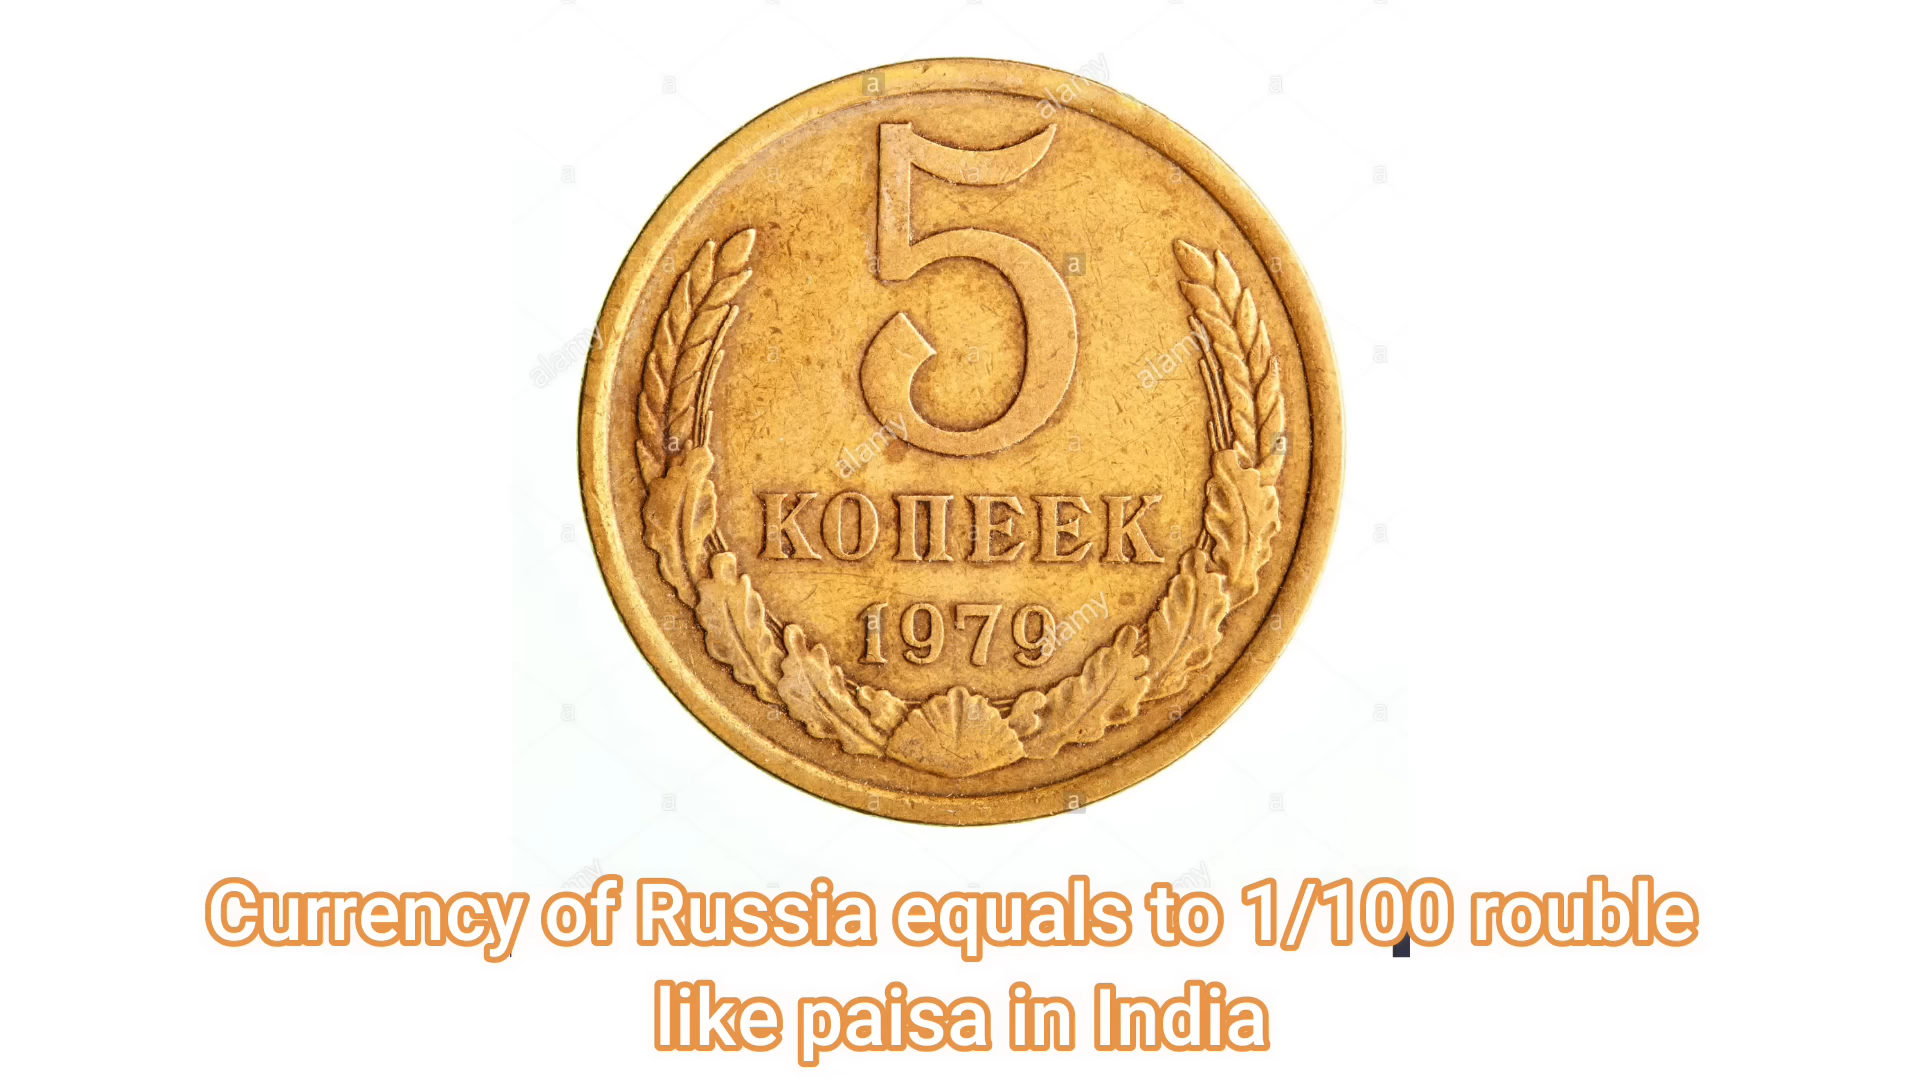 5
КОПЕЕК
1979
Currency of Russia equals to 1/100 rouble
like paisa in India